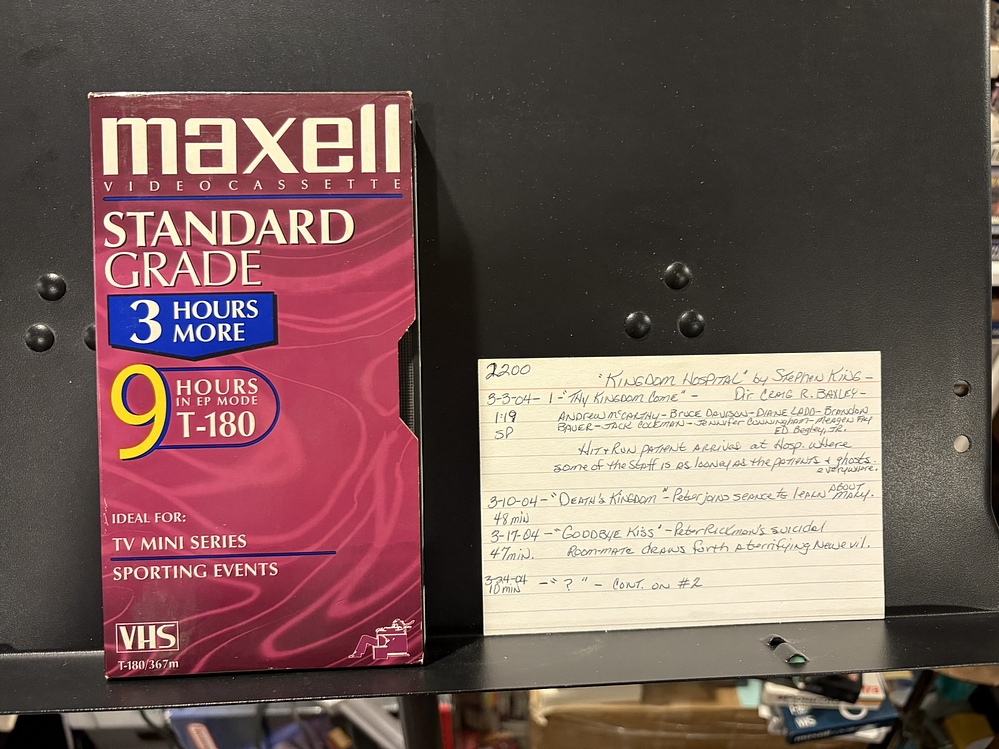 maxell
VIDEOCASSETTE
STANDARD
GRADE
3 HOURS
MORE
9 HOURS
IN EP MODE
T-180
IDEAL FOR:
TV MINI SERIES
SPORTING EVENTS
VHS
T-180/367m
2200
"KINGDOM HOSPITAL" by STEPHEN KING -
3-3-04- 1 - "THY KINGDOM COME" - Dir CRAIG R. BAXLEY -
1:19 ANDREW McCARTHY - BRUCE DAVISON - DIANE LADD - BRANDON
SP BAUER - JACK COLEMAN - JENNIFER CUNNINGHAM - MEAGEN FAY
ED Begley, JR.
HIT & RUN PATIENT ARRIVES at HOSP. where
some of the Staff is as looney as the patients & ghosts
everywhere.
3-10-04 - "DEATH'S KINGDOM" - Peter joins seance to learn ABOUT MARY.
48 min
3-17-04 - "GOODBYE KISS" - Peter Rickman's suicidal
47 min. Room-mate draws forth a terrifying New evil.
3-24-04 - "?" - CONT. ON #2
10 min
VHS